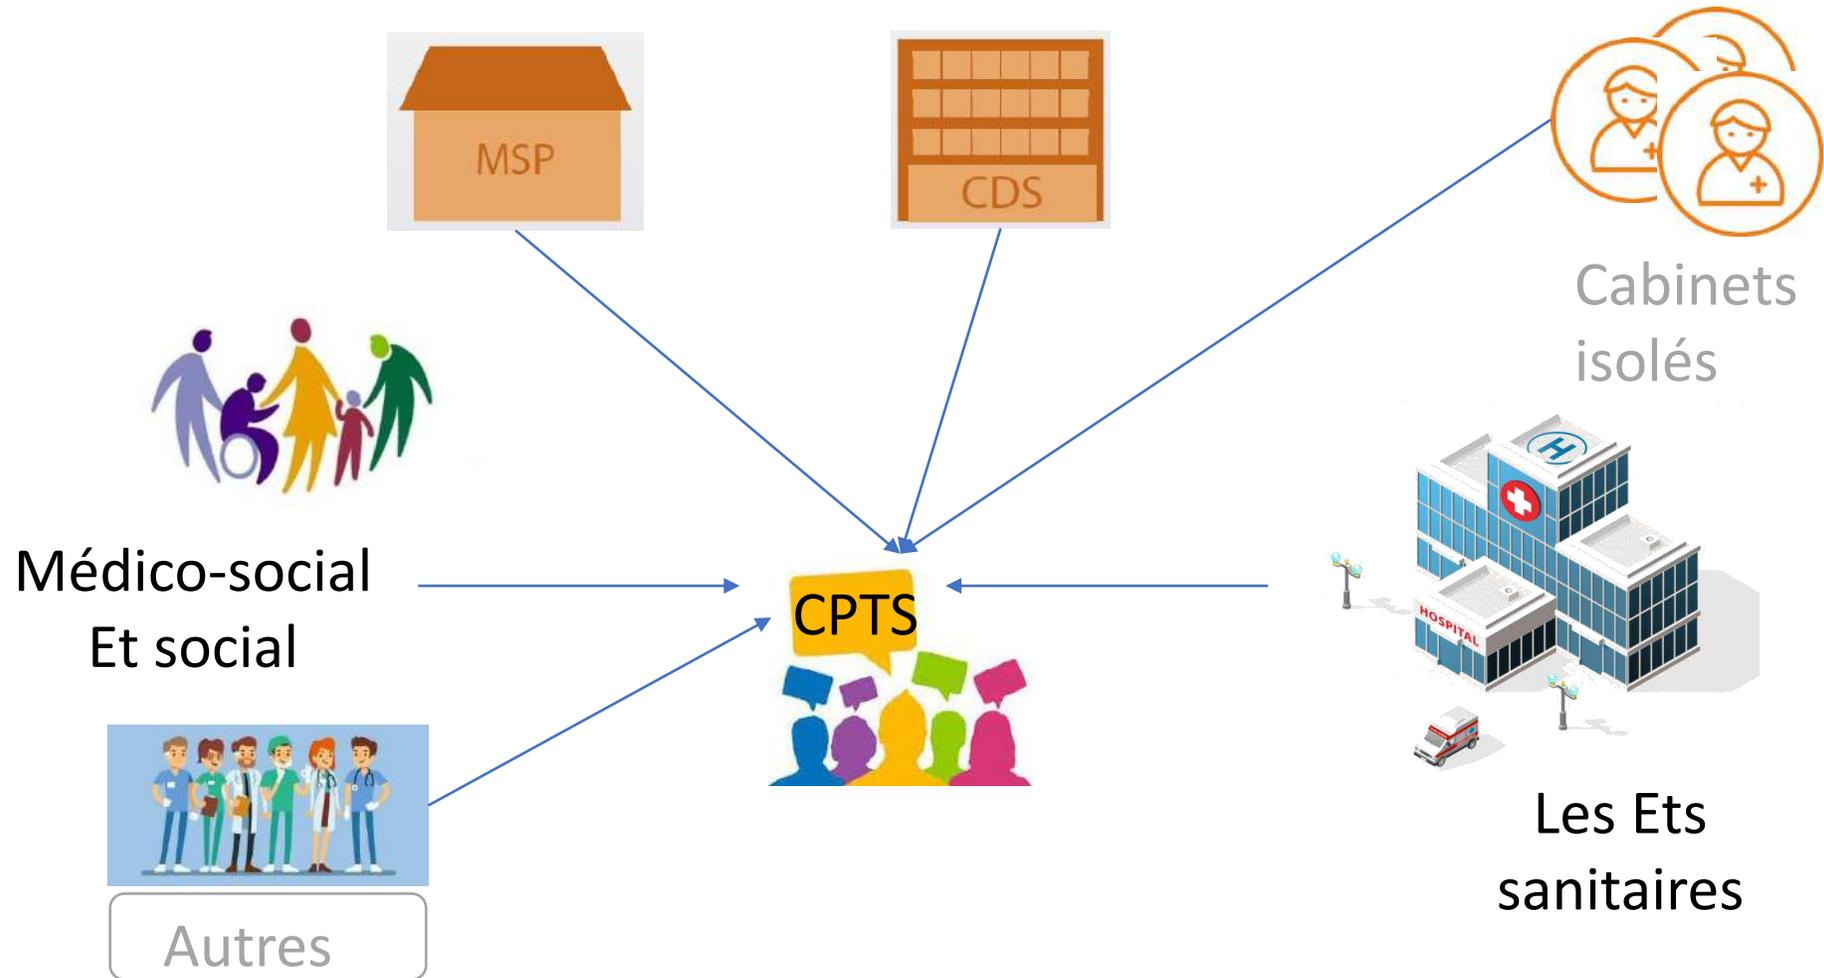 MSP
CDS
Cabinets
isolés
H
HOSPITAL
Médico-social
Et social
CPTS
Les Ets
sanitaires
Autres